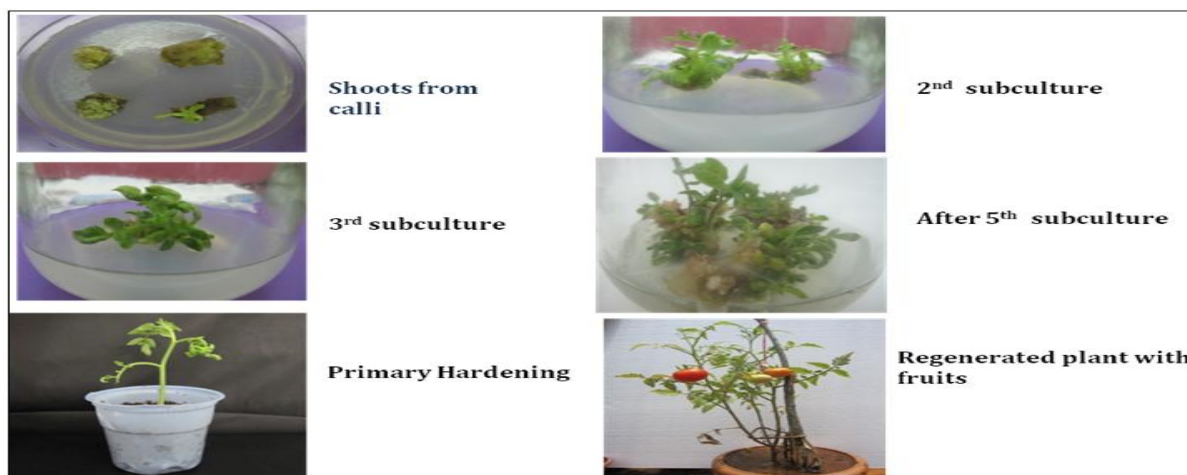 Shoots from
calli
2nd subculture
3rd subculture
After 5th subculture
Primary Hardening
Regenerated plant with
fruits